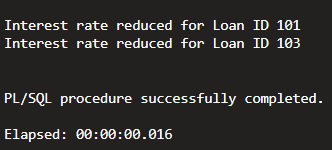 Interest rate reduced for Loan ID 101
Interest rate reduced for Loan ID 103
PL/SQL procedure successfully completed.
Elapsed: 00:00:00.016